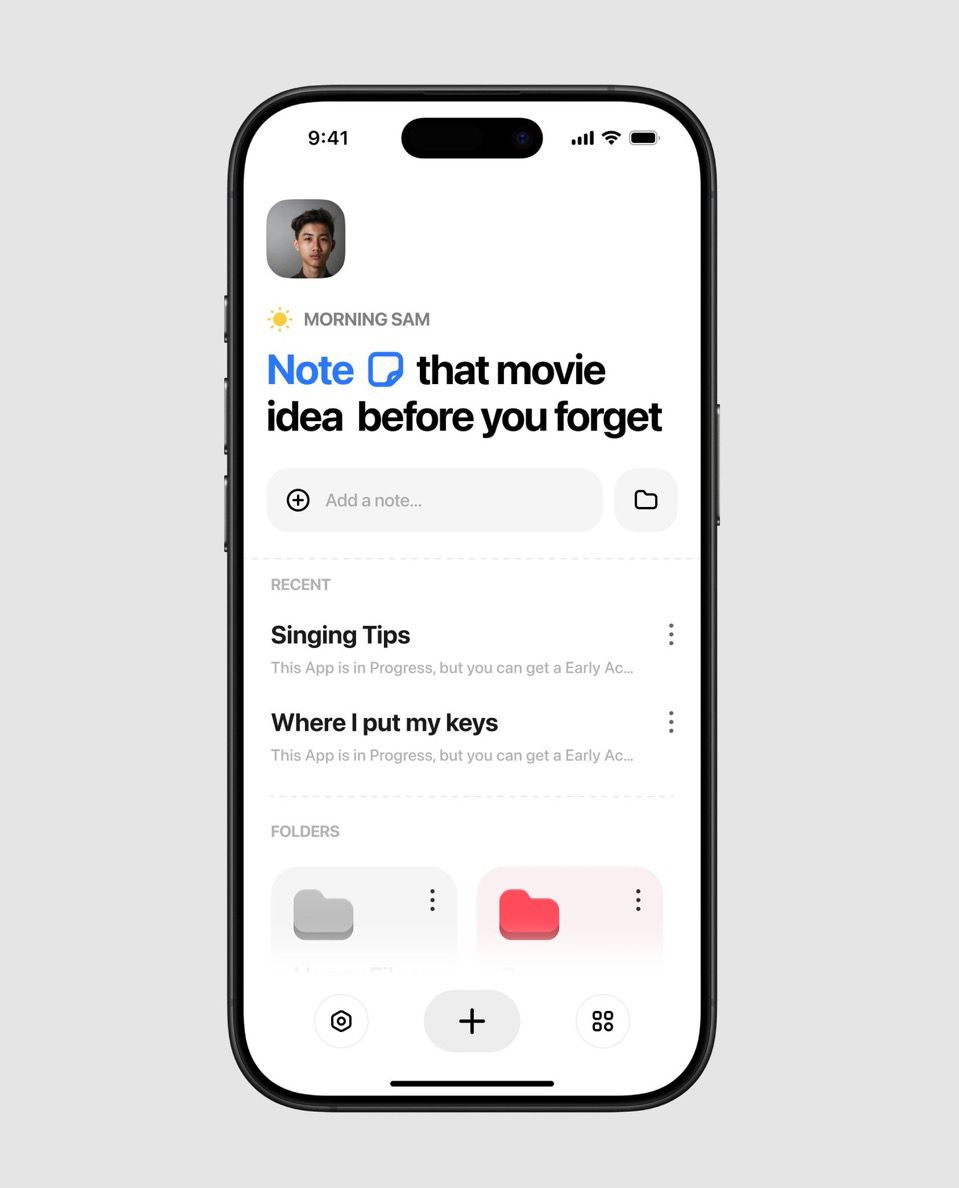 9:41
MORNING SAM
Note that movie
idea before you forget
Add a note...
RECENT
Singing Tips
This App is in Progress, but you can get a Early Ac...
Where I put my keys
This App is in Progress, but you can get a Early Ac...
FOLDERS